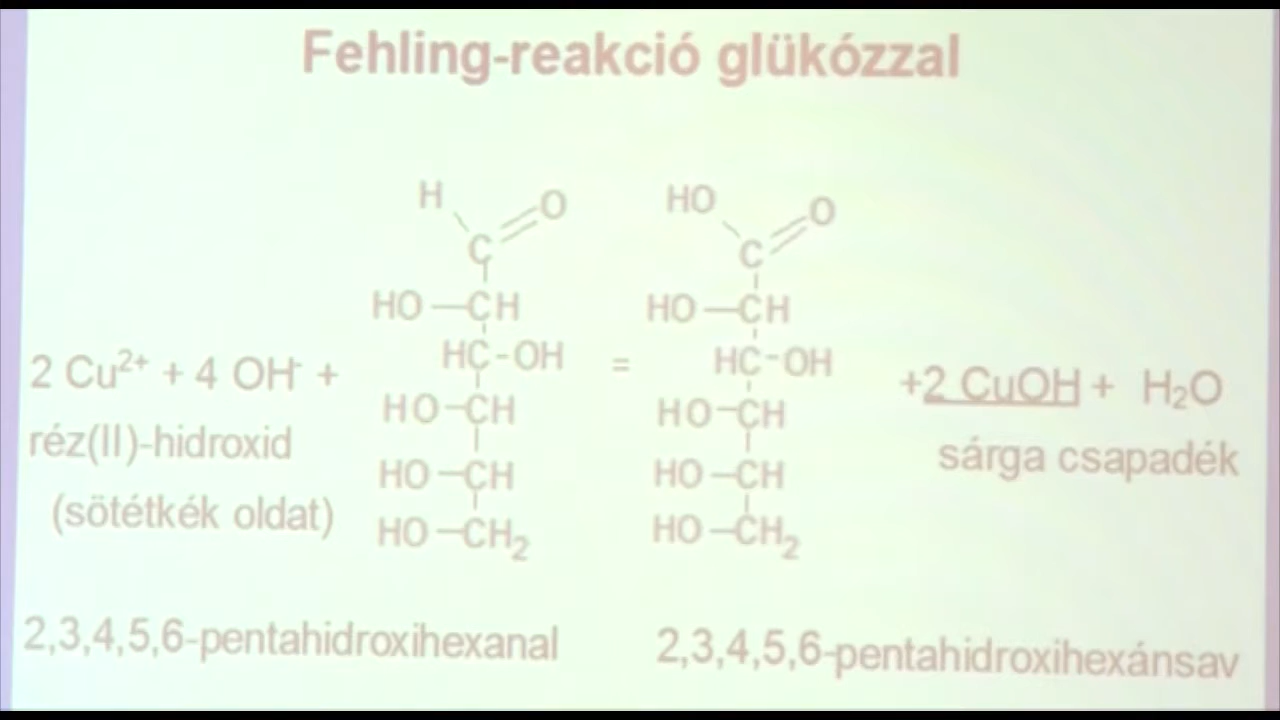 Fehling-reakció glükózzal
H O HO O
C C
HO—CH HO—CH
HC-OH = HC-OH
2 Cu²⁺ + 4 OH⁻ + +2 CuOH + H₂O
HO-CH HO-CH
réz(II)-hidroxid sárga csapadék
HO-CH HO-CH
(sötétkék oldat)
HO-CH₂ HO-CH₂
2,3,4,5,6-pentahidroxihexanal 2,3,4,5,6-pentahidroxihexánsav